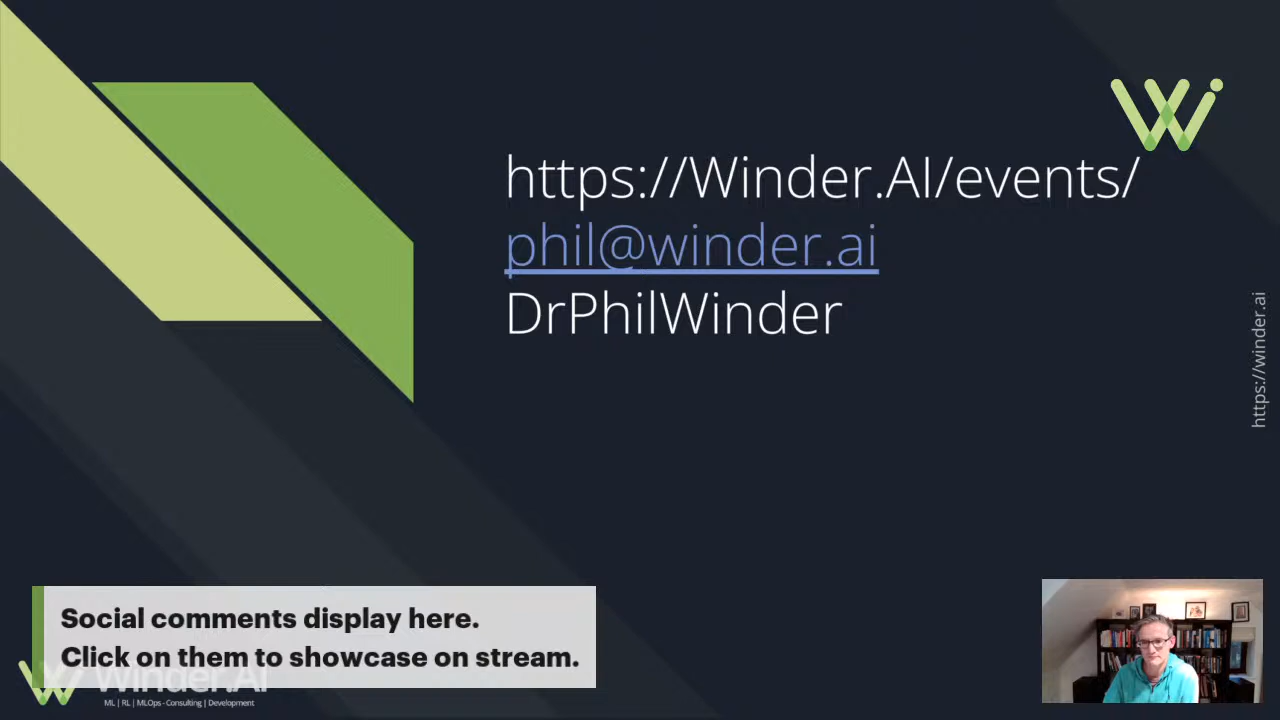 https://Winder.AI/events/
phil@winder.ai
DrPhilWinder
https://winder.ai
Social comments display here.
Click on them to showcase on stream.
Winder.AI
ML | RL | MLOps - Consulting | Development